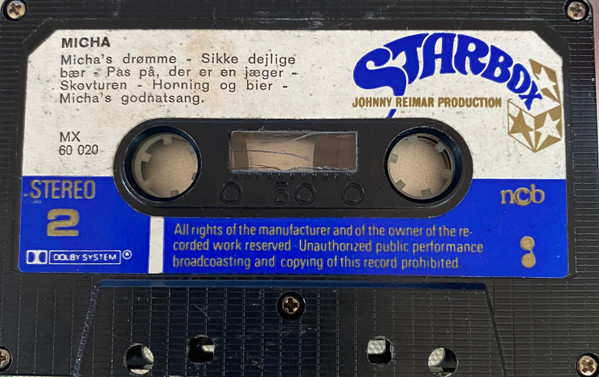 MICHA
Micha's drømme - Sikke dejlige
bær - Pas på, der er en jæger -
Skovturen - Honning og bier -
Micha's godnatsang.
STARBOX
JOHNNY REIMAR PRODUCTION
MX
60 020
50
STEREO
2
ncb
DOLBY SYSTEM
All rights of the manufacturer and of the owner of the re-
corded work reserved · Unauthorized public performance
broadcasting and copying of this record prohibited